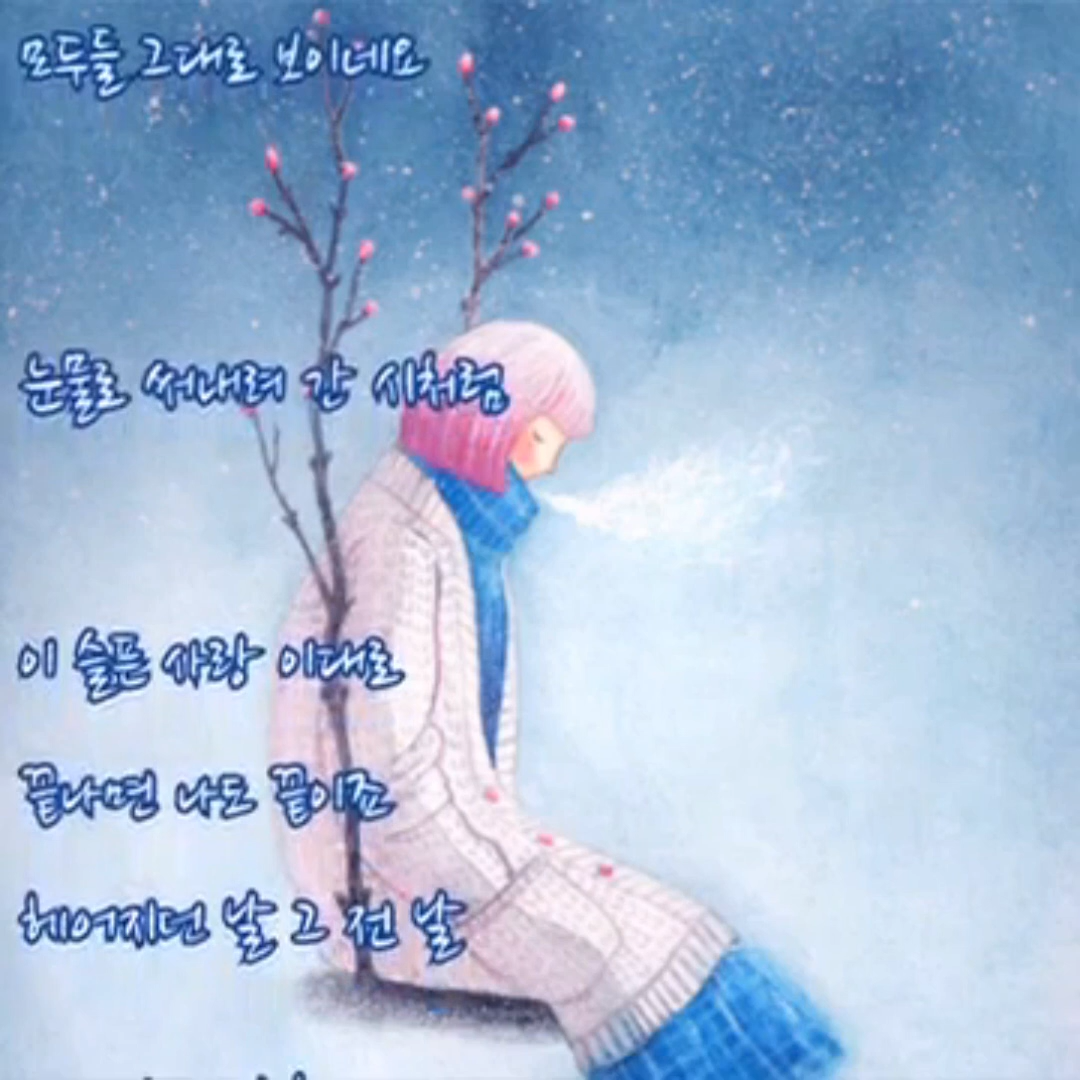 모두들 그대로 보이네요
눈물로 써내려 간 시처럼
이 슬픈 사랑 이대로
끝나면 나도 끝이죠
헤어지던 날 그 전 날